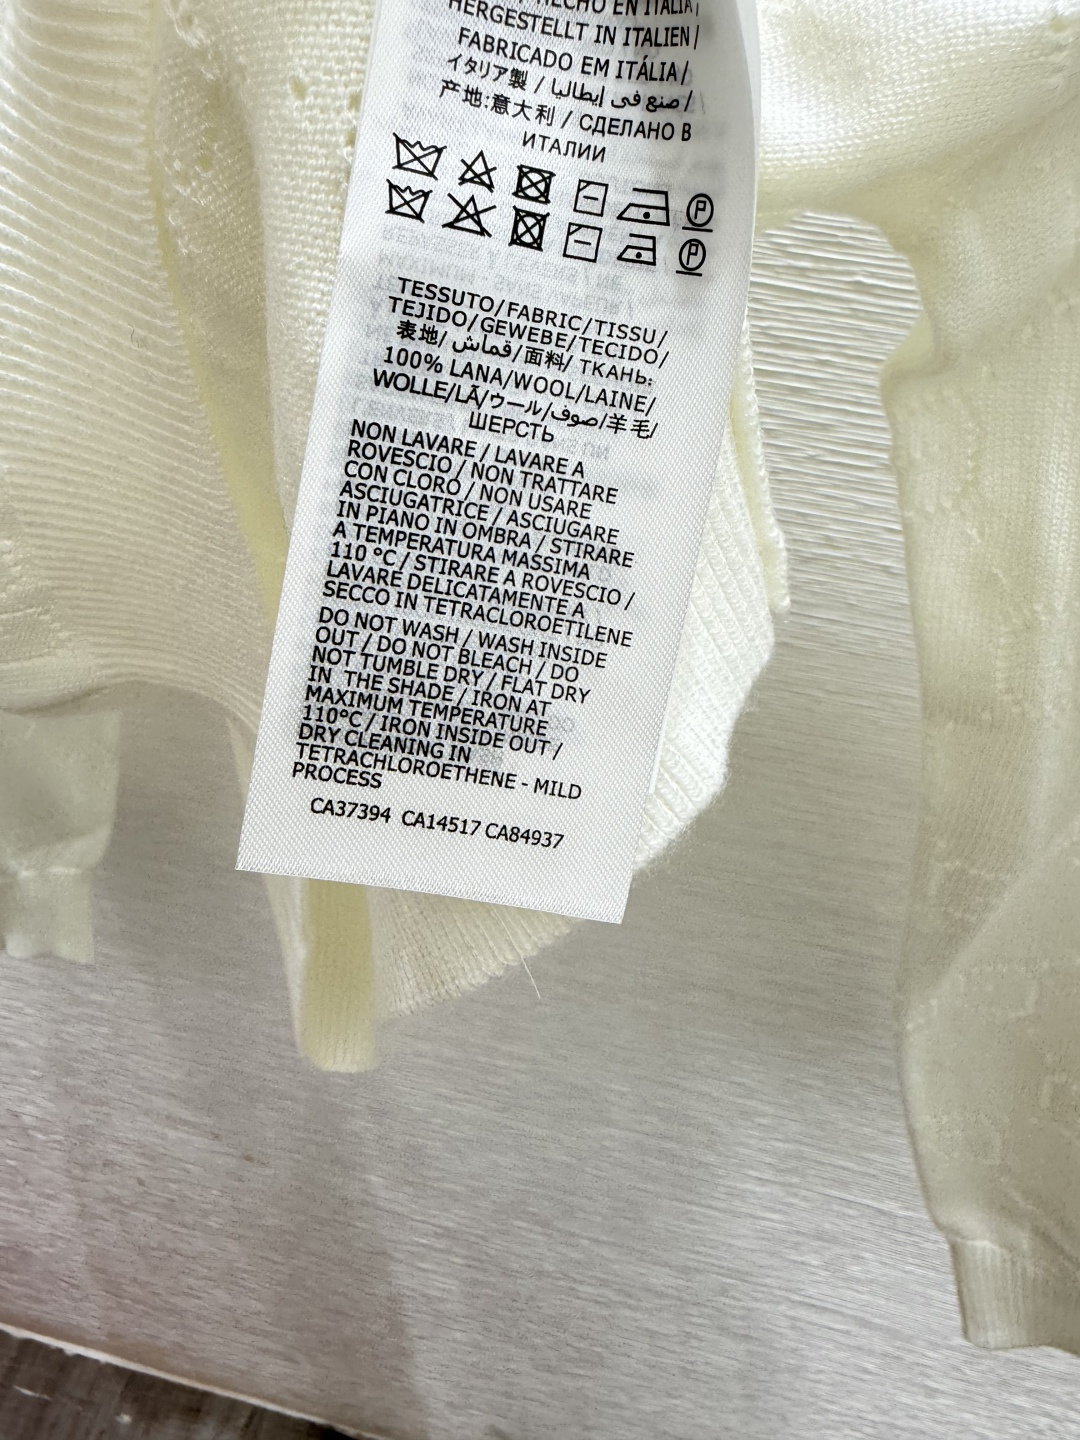 HECHO EN ITALIA/
HERGESTELLT IN ITALIEN/
FABRICADO EM ITÁLIA/
イタリア製 / صنع في إيطاليا /
产地:意大利 / СДЕЛАНО В
ИТАЛИИ
P
P
TESSUTO/FABRIC/TISSU/
TEJIDO/GEWEBE/TECIDO/
表地/ قماش/面料/ ТКАНЬ:
100% LANA/WOOL/LAINE/
WOLLE/LÃ/ウール/صوف/羊毛/
ШЕРСТЬ
NON LAVARE / LAVARE A
ROVESCIO / NON TRATTARE
CON CLORO / NON USARE
ASCIUGATRICE / ASCIUGARE
IN PIANO IN OMBRA / STIRARE
A TEMPERATURA MASSIMA
110 °C / STIRARE A ROVESCIO /
LAVARE DELICATAMENTE A
SECCO IN TETRACLOROETILENE
DO NOT WASH / WASH INSIDE
OUT / DO NOT BLEACH / DO
NOT TUMBLE DRY / FLAT DRY
IN THE SHADE / IRON AT
MAXIMUM TEMPERATURE
110°C / IRON INSIDE OUT /
DRY CLEANING IN
TETRACHLOROETHENE - MILD
PROCESS
CA37394 CA14517 CA84937